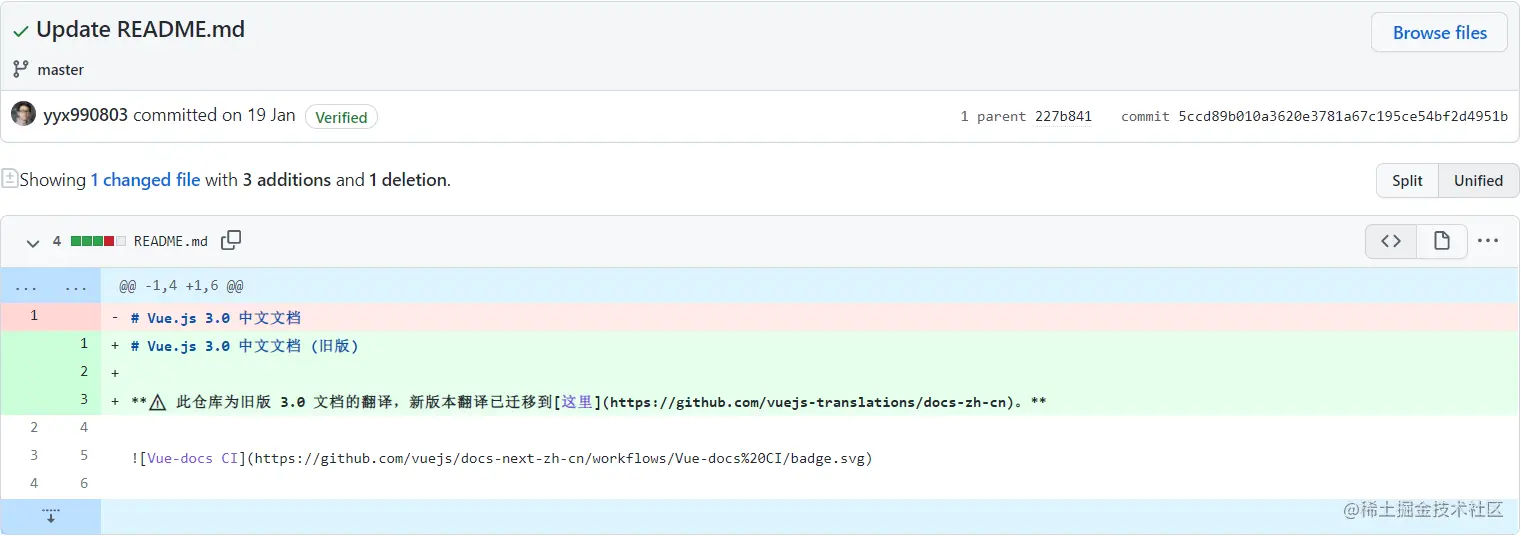 Update README.md
Browse files
master
yyx990803 committed on 19 Jan Verified
1 parent 227b841 commit 5ccd89b010a3620e3781a67c195ce54bf2d4951b
Showing 1 changed file with 3 additions and 1 deletion.
Split Unified
4 README.md
... ... @@ -1,4 +1,6 @@
1 - # Vue.js 3.0 中文文档
1 + # Vue.js 3.0 中文文档 (旧版)
2 +
3 + **⚠ 此仓库为旧版 3.0 文档的翻译，新版本翻译已迁移到[这里](https://github.com/vuejs-translations/docs-zh-cn)。**
2 4
3 5 ![Vue-docs CI](https://github.com/vuejs/docs-next-zh-cn/workflows/Vue-docs%20CI/badge.svg)
4 6
@稀土掘金技术社区